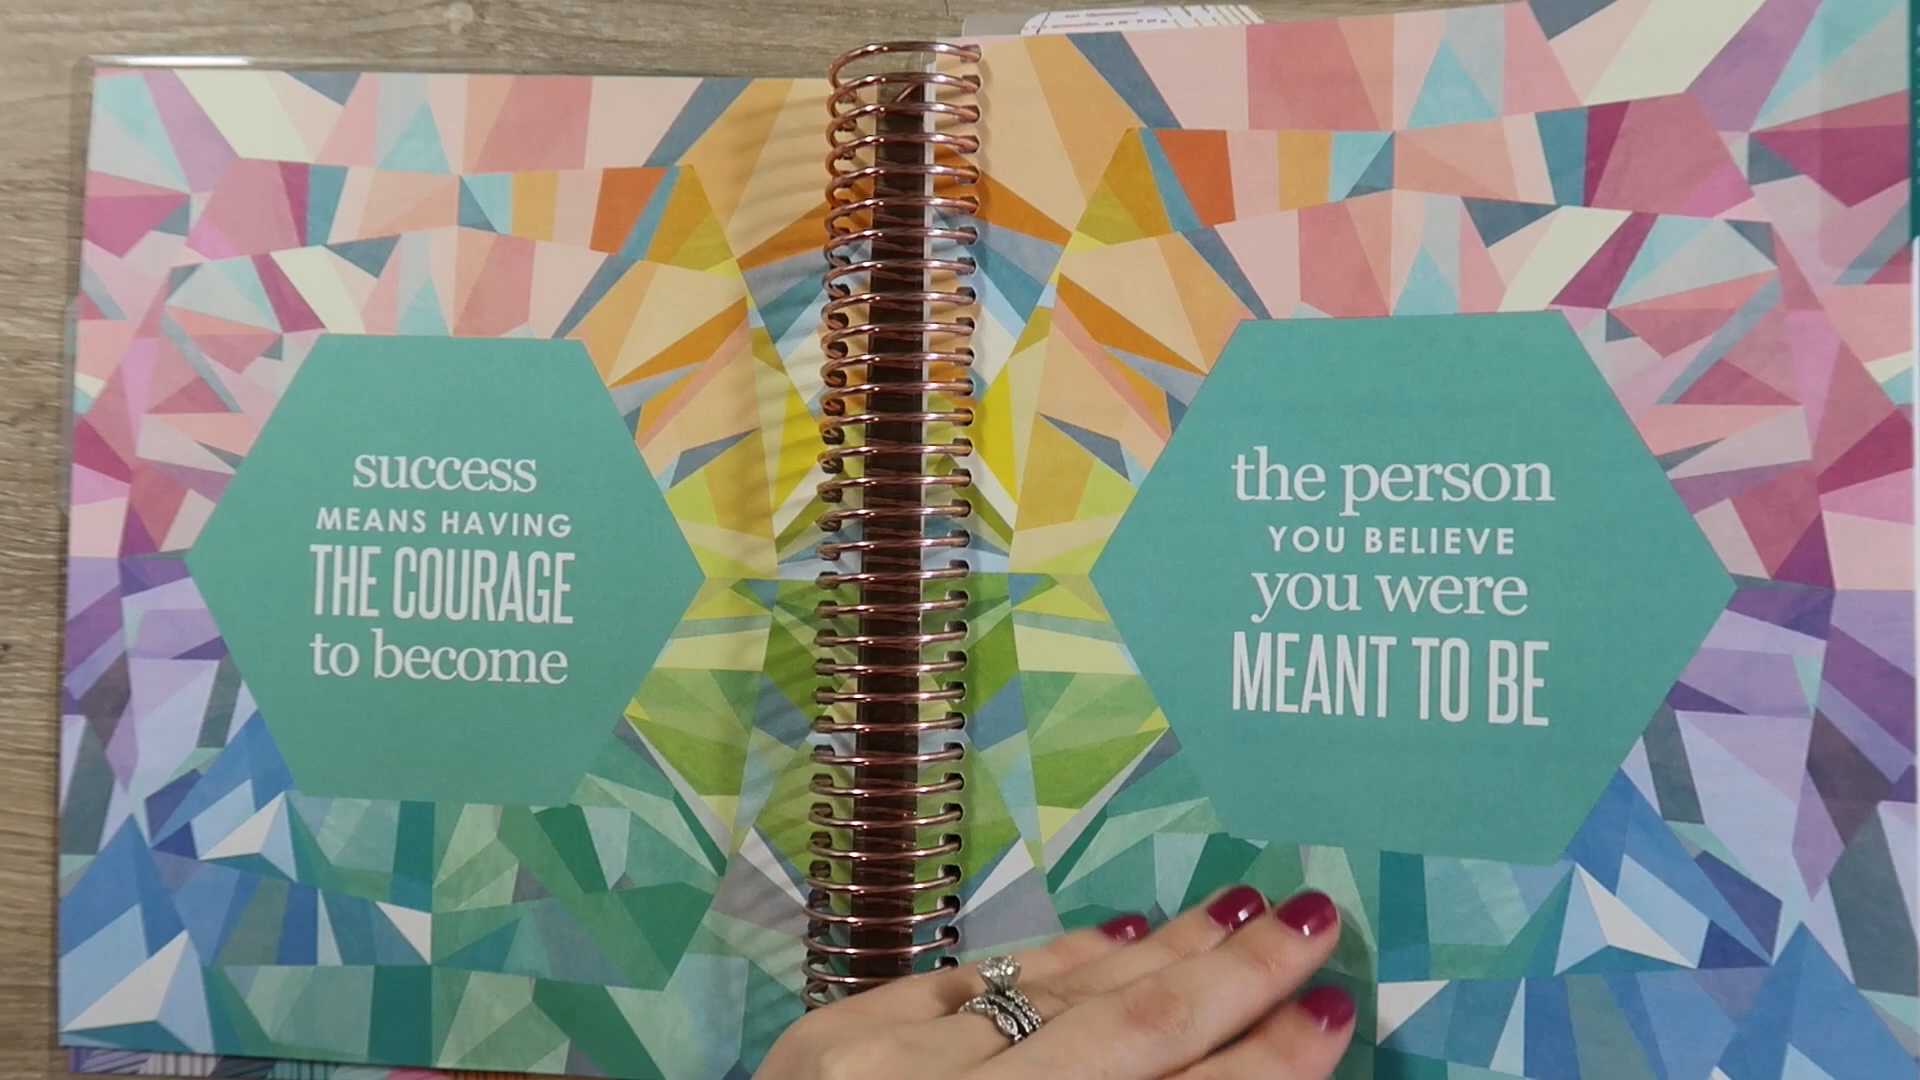 success
MEANS HAVING
THE COURAGE
to become
the person
YOU BELIEVE
you were
MEANT TO BE